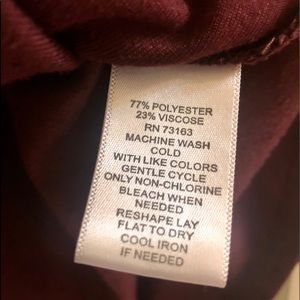 77% POLYESTER
23% VISCOSE
RN 73163
MACHINE WASH
COLD
WITH LIKE COLORS
GENTLE CYCLE
ONLY NON-CHLORINE
BLEACH WHEN
NEEDED
RESHAPE LAY
FLAT TO DRY
COOL IRON
IF NEEDED